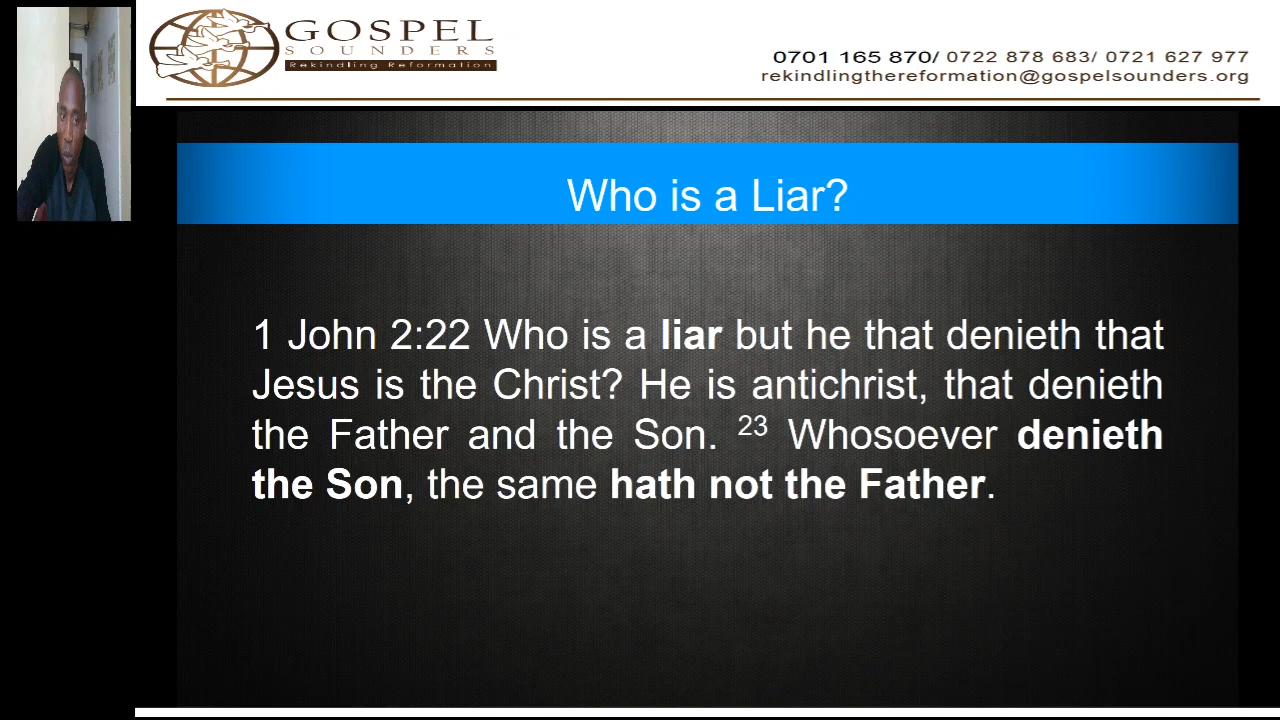 GOSPEL
SOUNDERS
Rekindling Reformation
0701 165 870/ 0722 878 683/ 0721 627 977
rekindlingthereformation@gospelsounders.org
Who is a Liar?
1 John 2:22 Who is a liar but he that denieth that
Jesus is the Christ? He is antichrist, that denieth
the Father and the Son. 23 Whosoever denieth
the Son, the same hath not the Father.